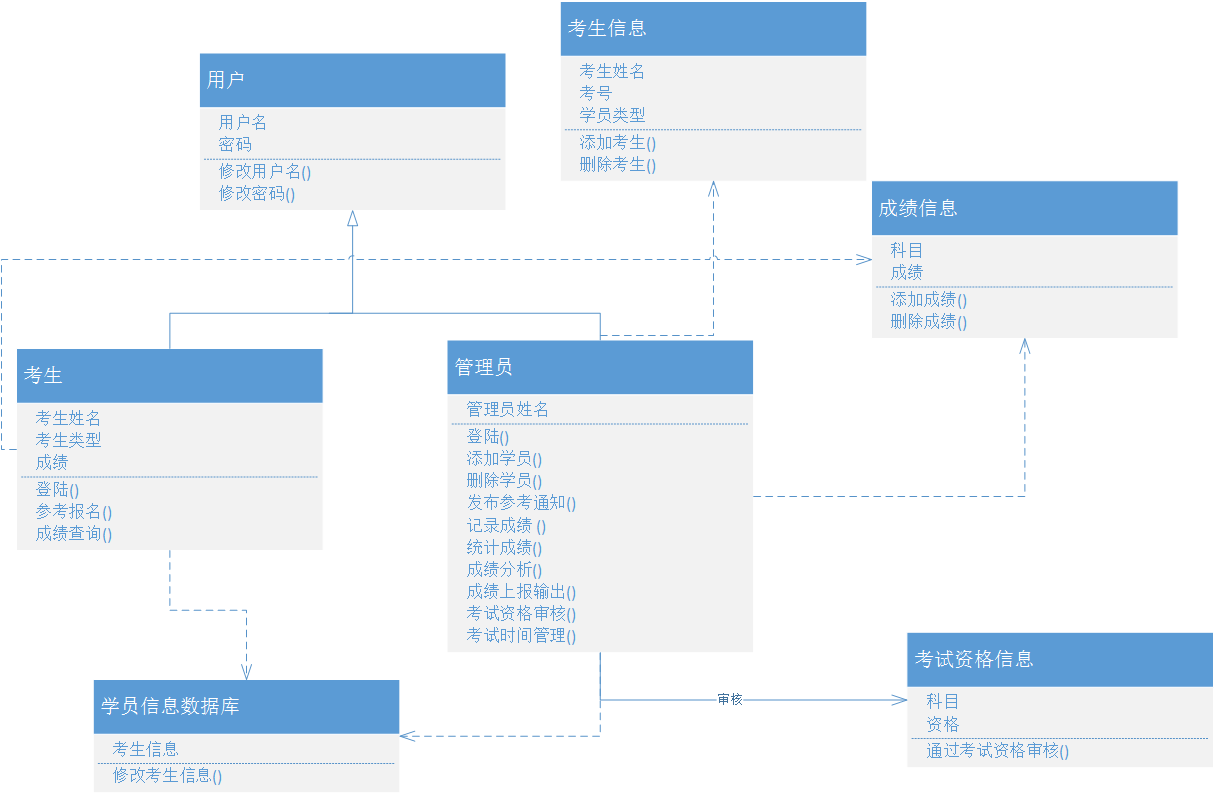 考生信息
考生姓名
考号
学员类型
添加考生()
删除考生()
用户
用户名
密码
修改用户名()
修改密码()
成绩信息
科目
成绩
添加成绩()
删除成绩()
考生
考生姓名
考生类型
成绩
登陆()
参考报名()
成绩查询()
管理员
管理员姓名
登陆()
添加学员()
删除学员()
发布参考通知()
记录成绩 ()
统计成绩()
成绩分析()
成绩上报输出()
考试资格审核()
考试时间管理()
审核
考试资格信息
科目
资格
通过考试资格审核()
学员信息数据库
考生信息
修改考生信息()